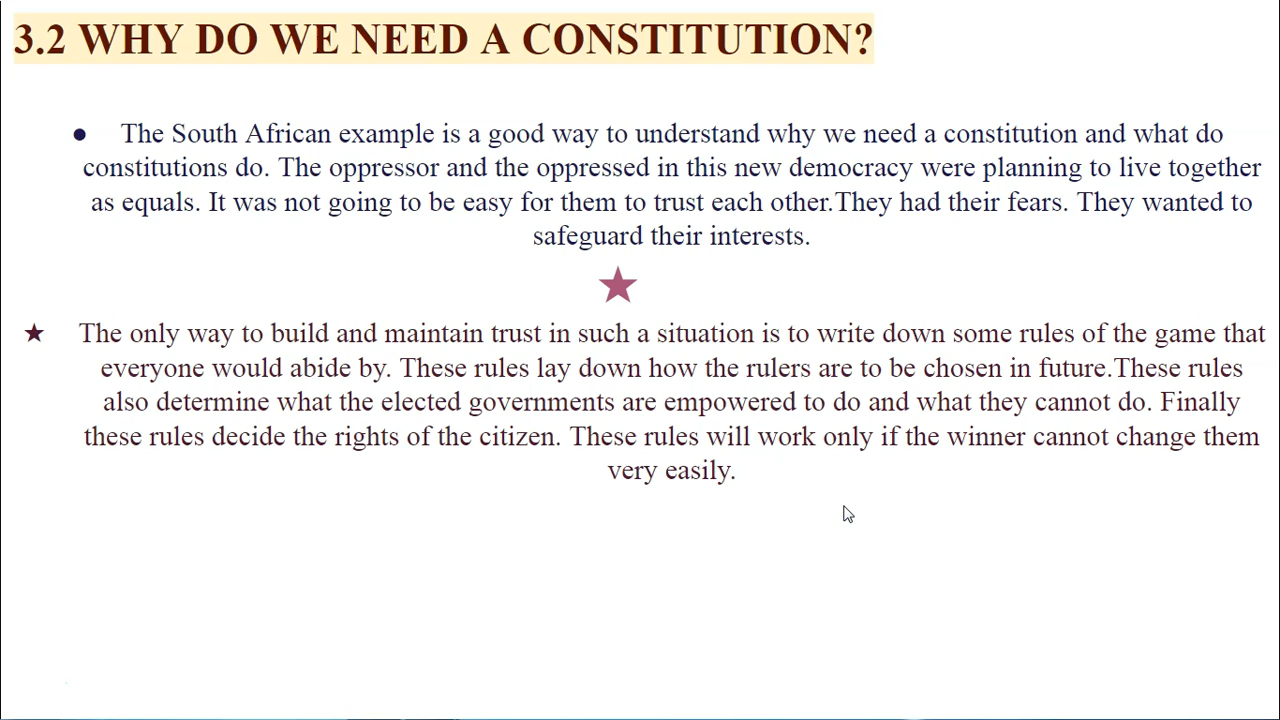 3.2 WHY DO WE NEED A CONSTITUTION?
● The South African example is a good way to understand why we need a constitution and what do
constitutions do. The oppressor and the oppressed in this new democracy were planning to live together
as equals. It was not going to be easy for them to trust each other.They had their fears. They wanted to
safeguard their interests.
★ The only way to build and maintain trust in such a situation is to write down some rules of the game that
everyone would abide by. These rules lay down how the rulers are to be chosen in future.These rules
also determine what the elected governments are empowered to do and what they cannot do. Finally
these rules decide the rights of the citizen. These rules will work only if the winner cannot change them
very easily.